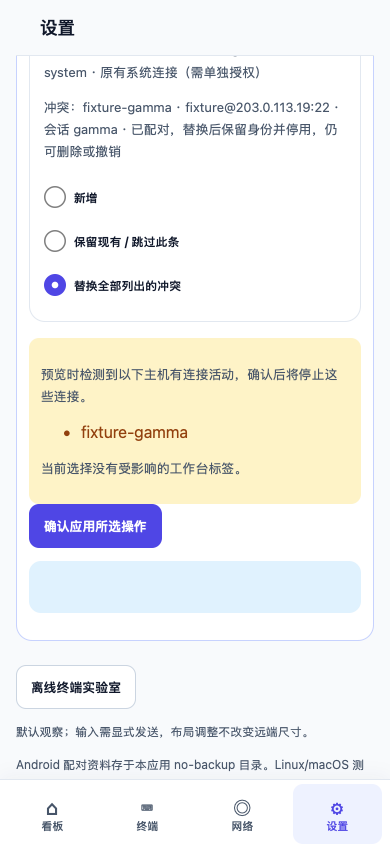 设置
system · 原有系统连接（需单独授权）
冲突：fixture-gamma · fixture@203.0.113.19:22 ·
会话 gamma · 已配对，替换后保留身份并停用，仍
可删除或撤销
新增
保留现有 / 跳过此条
替换全部列出的冲突
预览时检测到以下主机有连接活动，确认后将停止这
些连接。
• fixture-gamma
当前选择没有受影响的工作台标签。
确认应用所选操作
离线终端实验室
默认观察；输入需显式发送，布局调整不改变远端尺寸。
Android 配对资料存于本应用 no-backup 目录。Linux/macOS 测
看板
终端
网络
设置